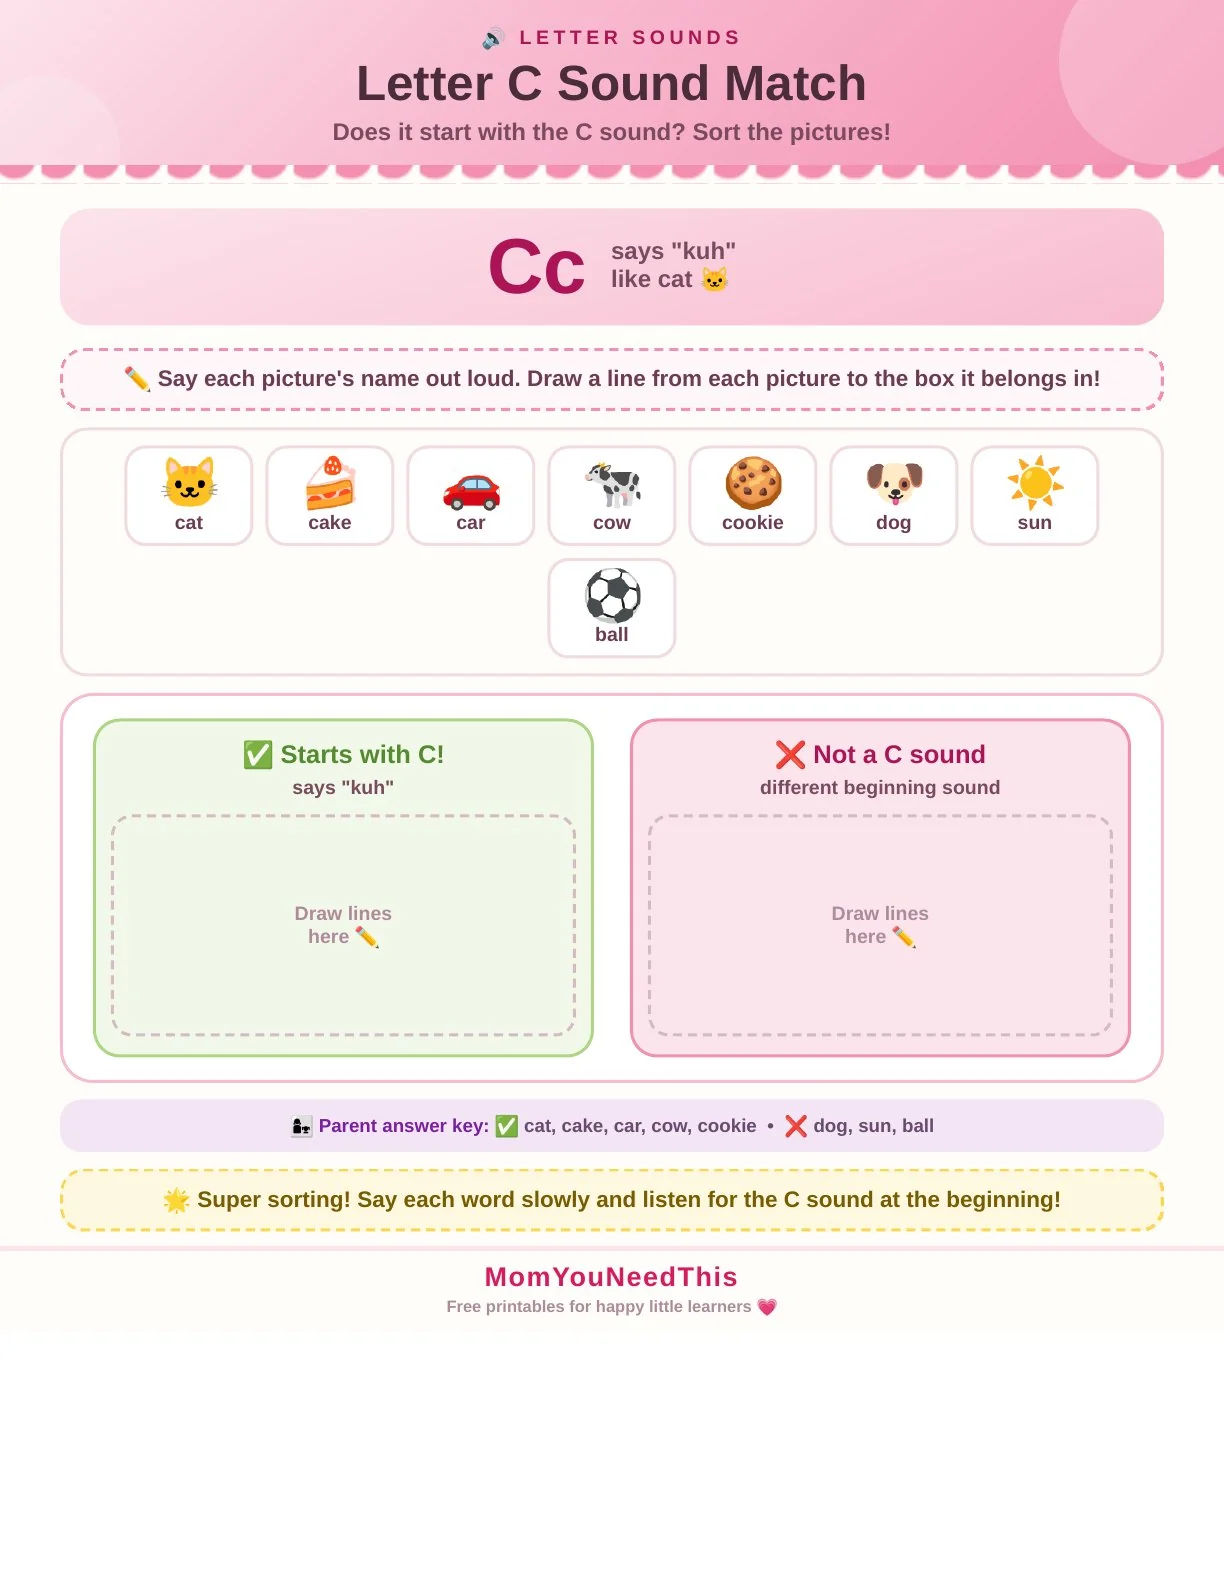 LETTER SOUNDS
Letter C Sound Match
Does it start with the C sound? Sort the pictures!
Cc
says "kuh"
like cat 🐱
✏️ Say each picture's name out loud. Draw a line from each picture to the box it belongs in!
cat cake car cow cookie dog sun
ball
✅ Starts with C!
says "kuh"
Draw lines
here ✏️
❌ Not a C sound
different beginning sound
Draw lines
here ✏️
Parent answer key: ✅ cat, cake, car, cow, cookie • ❌ dog, sun, ball
🌟 Super sorting! Say each word slowly and listen for the C sound at the beginning!
MomYouNeedThis
Free printables for happy little learners 💗